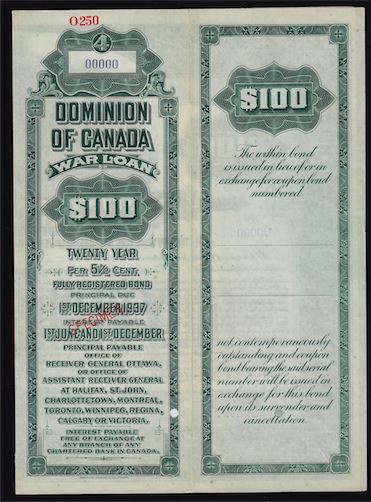 O250
4
00000
DOMINION
OF CANADA
WAR LOAN
$100
TWENTY YEAR
PER 5½ CENT.
FULLY REGISTERED BOND,
PRINCIPAL DUE
1ST DECEMBER 1937
SPECIMEN
INTEREST PAYABLE
1ST JUNE AND 1ST DECEMBER
PRINCIPAL PAYABLE
OFFICE OF
RECEIVER GENERAL OTTAWA,
OR OFFICE OF
ASSISTANT RECEIVER GENERAL
AT HALIFAX, ST. JOHN,
CHARLOTTETOWN, MONTREAL,
TORONTO, WINNIPEG, REGINA,
CALGARY OR VICTORIA.
INTEREST PAYABLE
FREE OF EXCHANGE AT
ANY BRANCH OF ANY
CHARTERED BANK IN CANADA.
$100
The within bond
is issued in lieu of or in
exchange for coupon bond
numbered
not contemporaneously
outstanding and coupon
bond bearing the said serial
number will be issued in
exchange for this bond
upon its surrender and
cancellation.